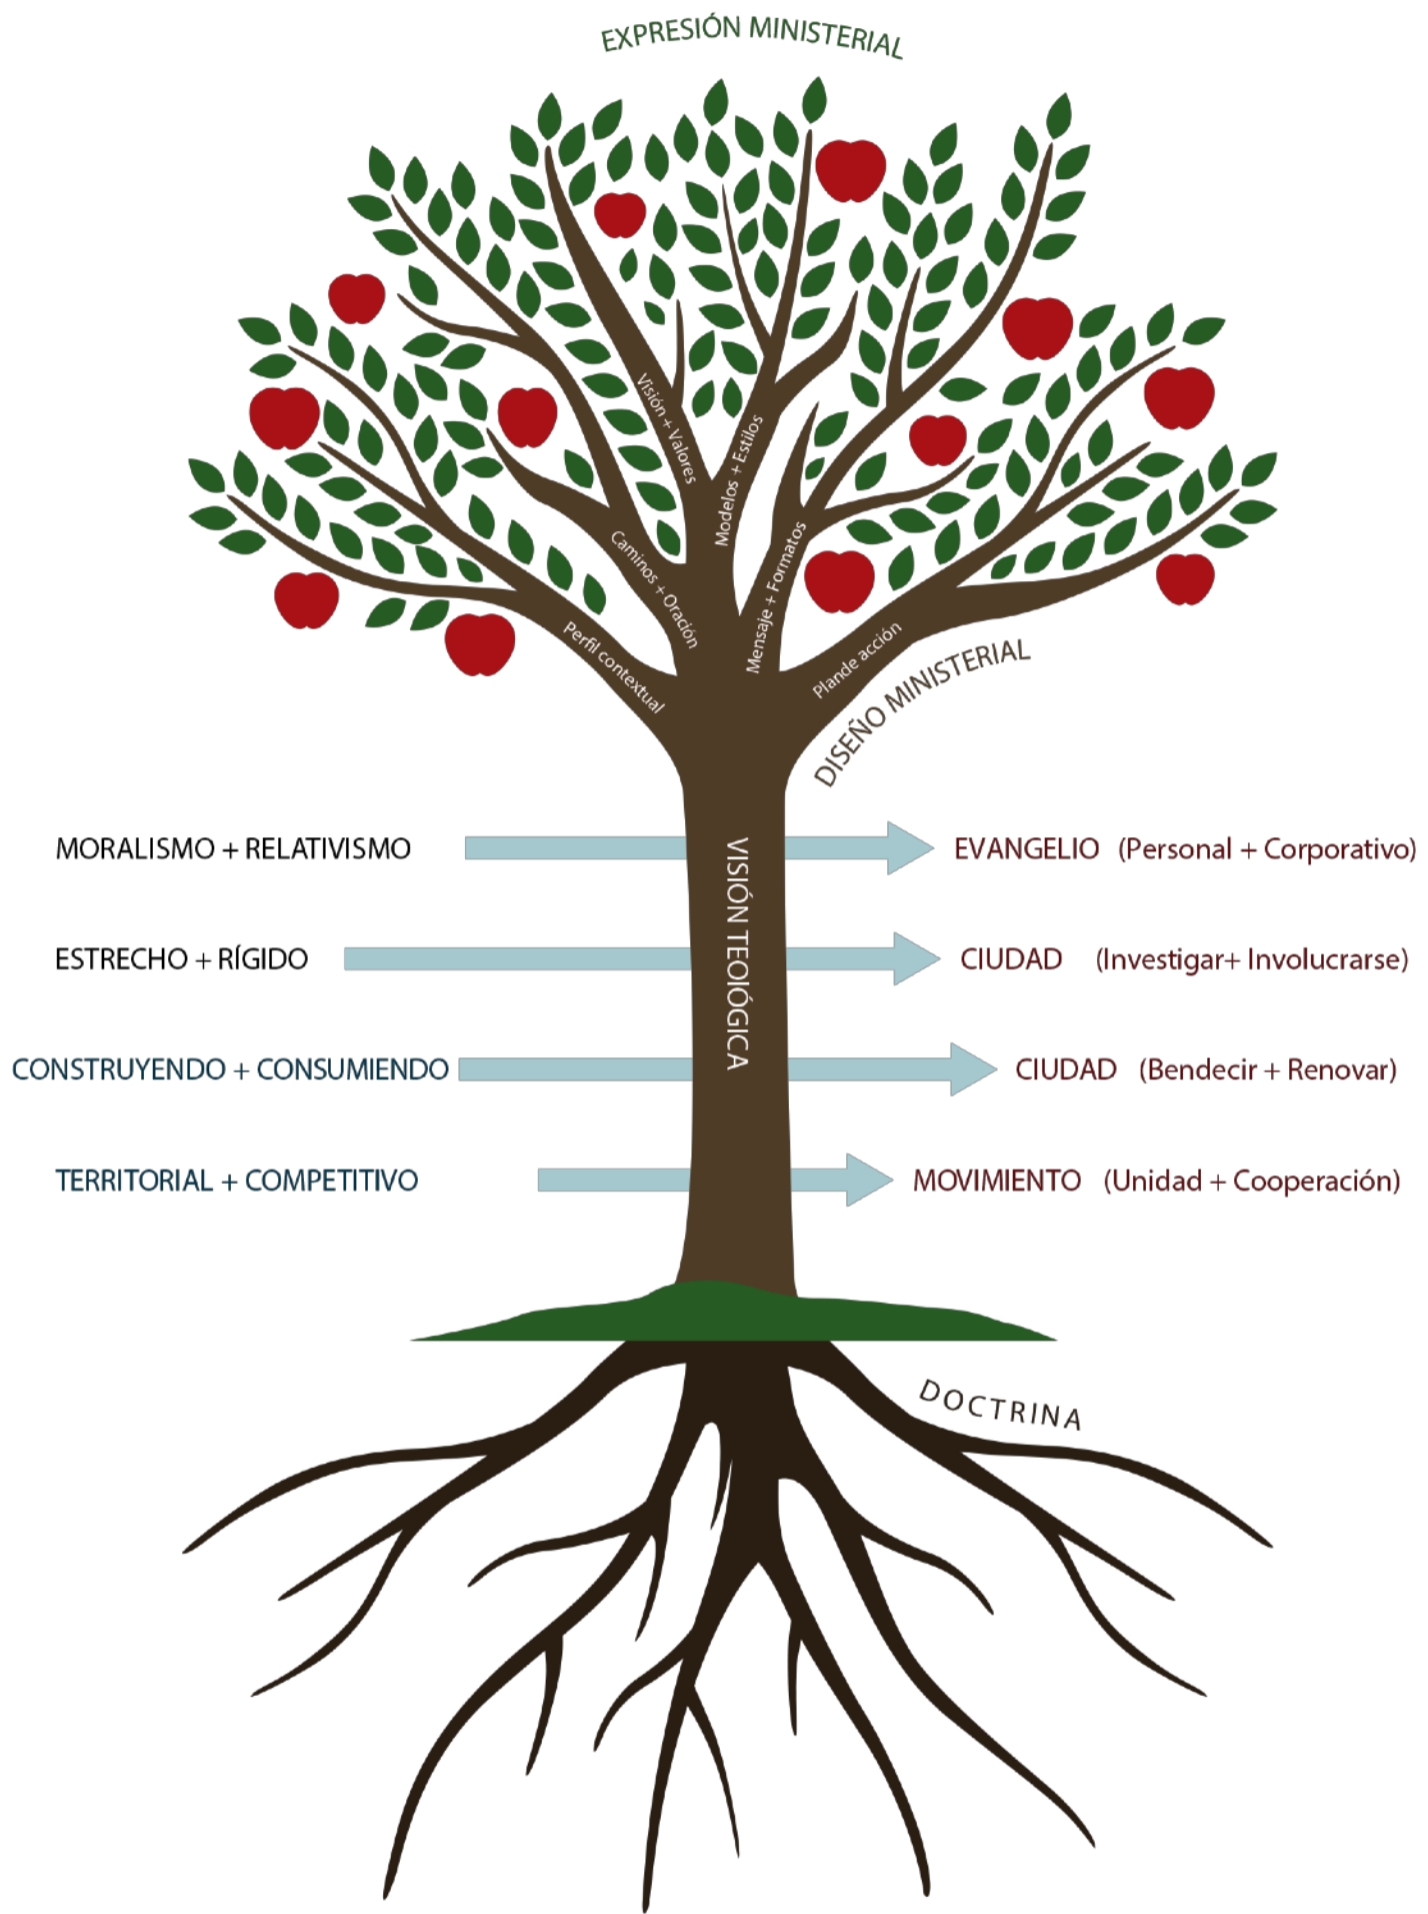 EXPRESIÓN MINISTERIAL
Visión + Valores
Modelos + Estilos
Caminos + Oración
Mensaje + Formatos
Perfil contextual
Plande acción
DISEÑO MINISTERIAL
VISIÓN TEOIÓGICA
MORALISMO + RELATIVISMO
EVANGELIO (Personal + Corporativo)
ESTRECHO + RÍGIDO
CIUDAD (Investigar+ Involucrarse)
CONSTRUYENDO + CONSUMIENDO
CIUDAD (Bendecir + Renovar)
TERRITORIAL + COMPETITIVO
MOVIMIENTO (Unidad + Cooperación)
DOCTRINA